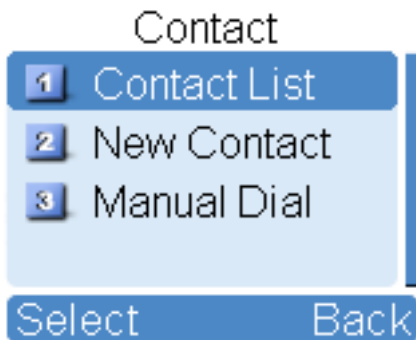 Contact
1 Contact List
2 New Contact
3 Manual Dial
Select Back